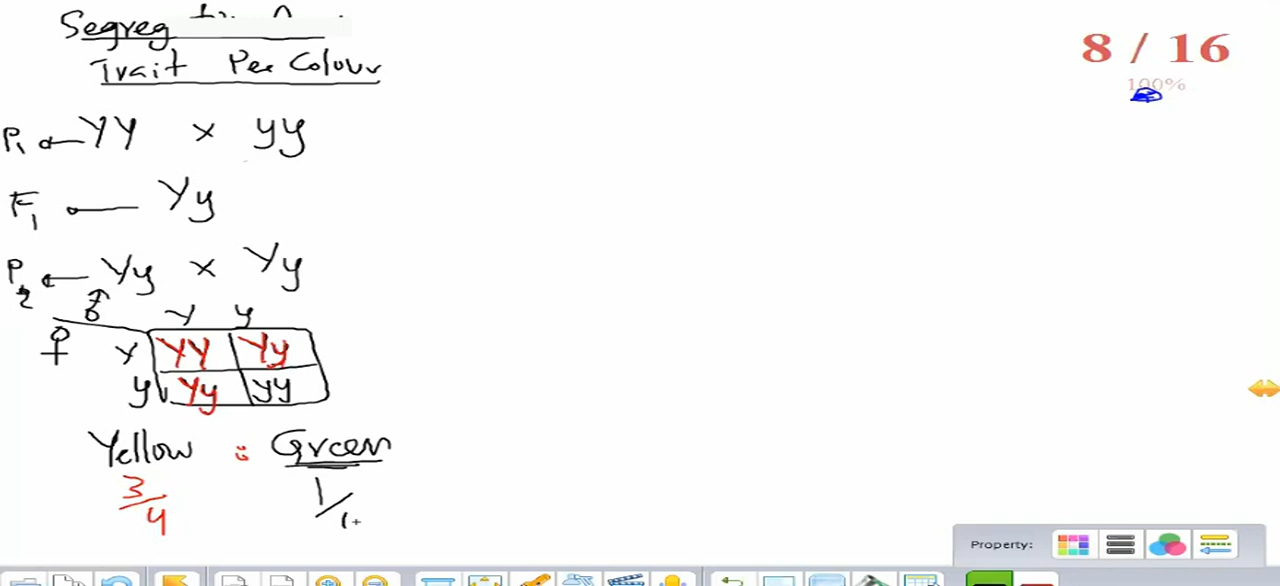 Segreg
Trait Pea Colour
8 / 16
100%
P1 YY x yy
F1 Yy
P2 Yy x Yy
♂ Y y
♀ Y YY Yy
y Yy yy
Yellow : Green
3/4 1/4
Property: